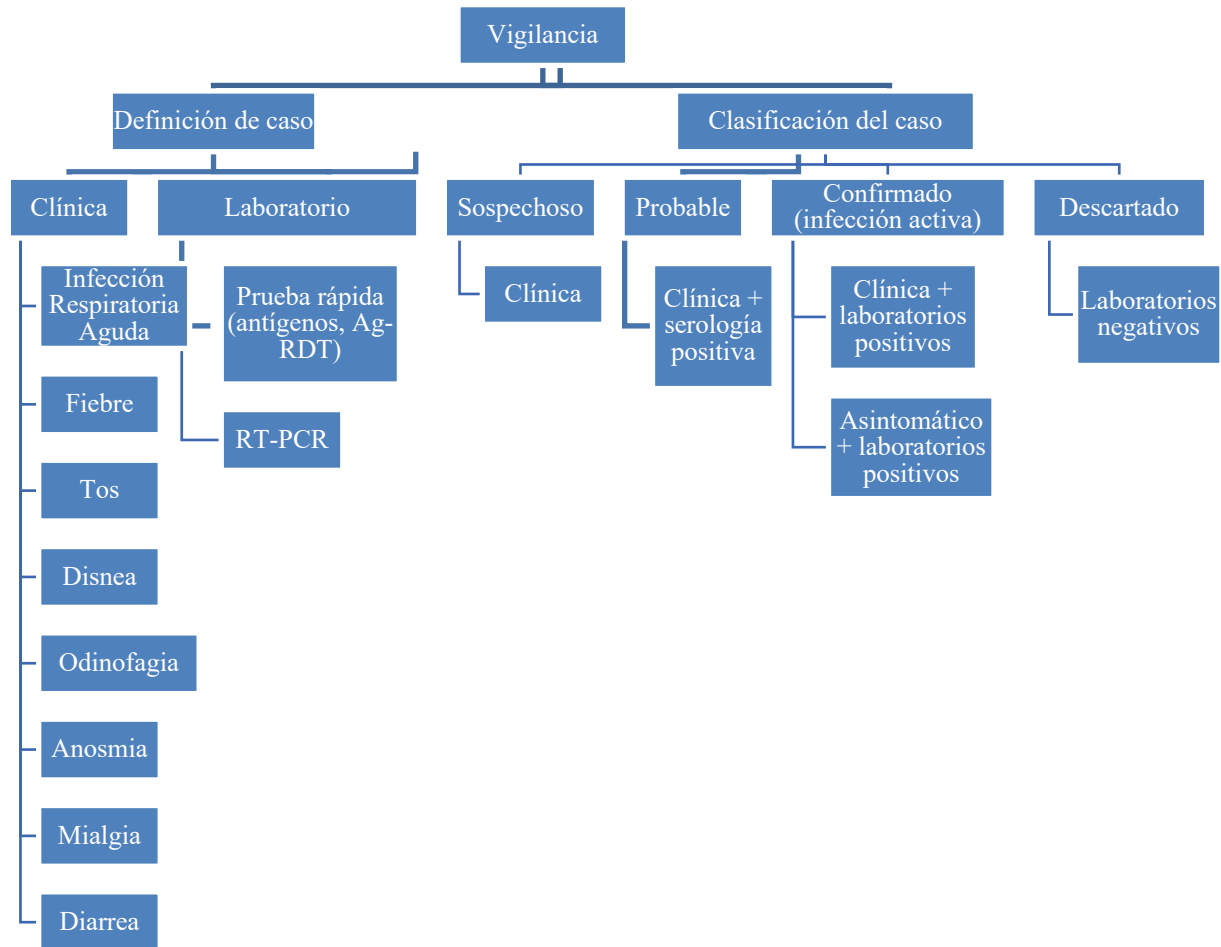 Vigilancia
Definición de caso
Clasificación del caso
Clínica
Laboratorio
Sospechoso
Probable
Confirmado
(infección activa)
Descartado
Infección
Respiratoria
Aguda
Fiebre
Tos
Disnea
Odinofagia
Anosmia
Mialgia
Diarrea
Prueba rápida
(antígenos, Ag-
RDT)
RT-PCR
Clínica
Clínica +
serología
positiva
Clínica +
laboratorios
positivos
Asintomático
+ laboratorios
positivos
Laboratorios
negativos